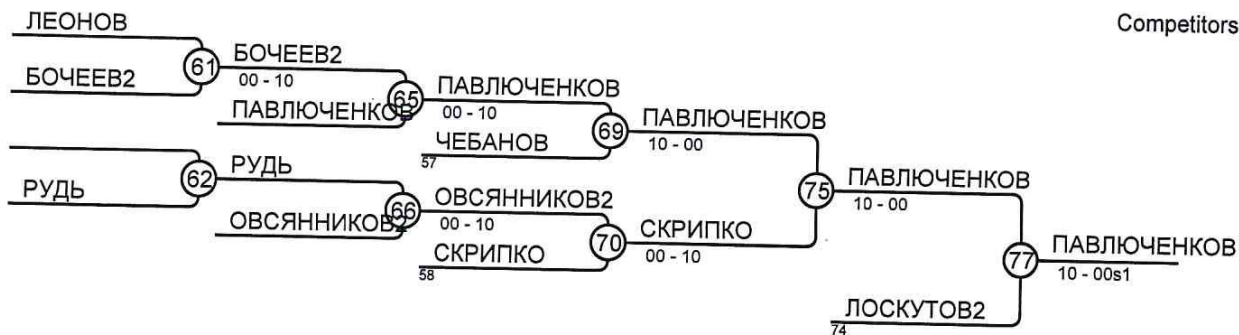 Competitors
ЛЕОНОВ
61
БОЧЕЕВ2
00 - 10
БОЧЕЕВ2
65
ПАВЛЮЧЕНКОВ
00 - 10
ПАВЛЮЧЕНКОВ
69
ПАВЛЮЧЕНКОВ
10 - 00
ЧЕБАНОВ
57
62
РУДЬ
РУДЬ
66
ОВСЯННИКОВ2
00 - 10
ОВСЯННИКОВ2
70
СКРИПКО
00 - 10
СКРИПКО
58
75
ПАВЛЮЧЕНКОВ
10 - 00
77
ПАВЛЮЧЕНКОВ
10 - 00s1
ЛОСКУТОВ2
74